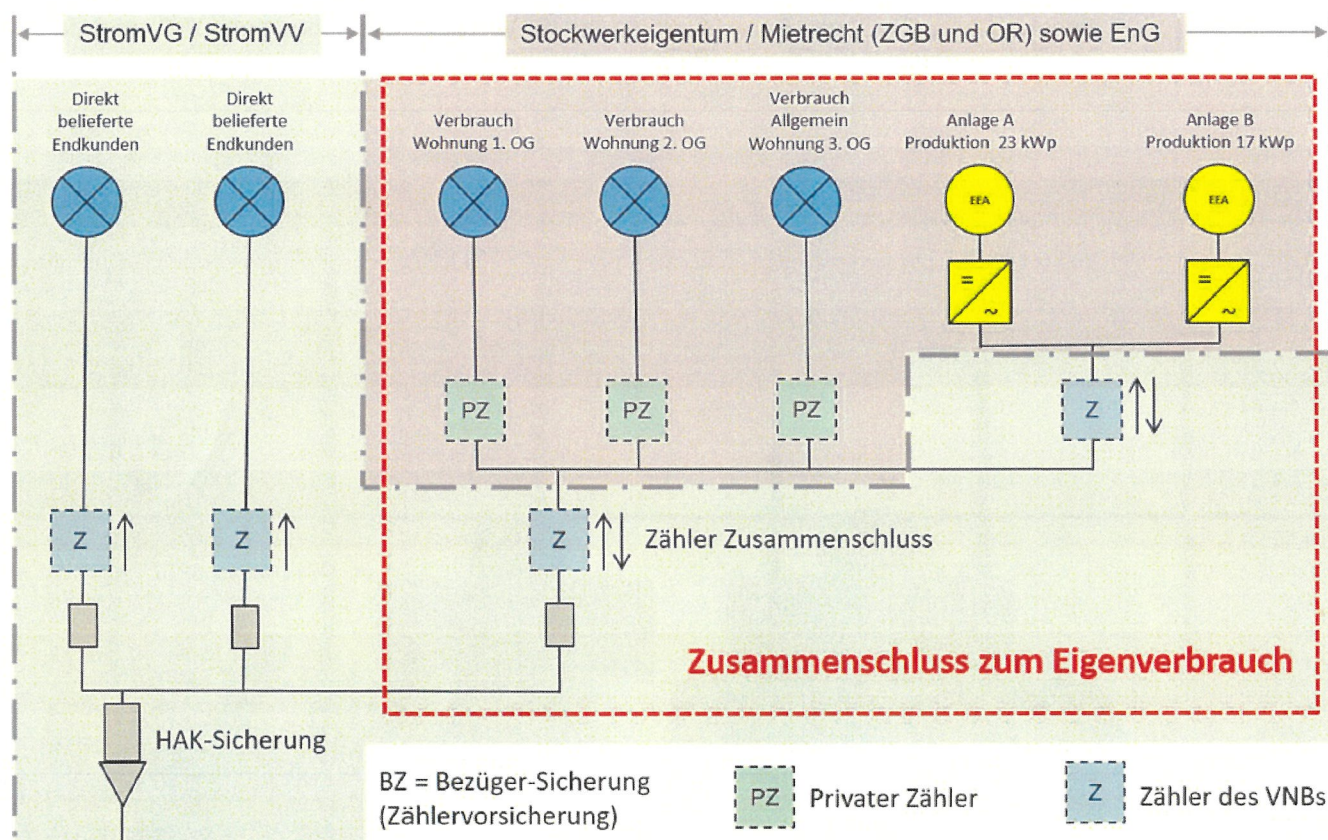 StromVG / StromVV
Stockwerkeigentum / Mietrecht (ZGB und OR) sowie EnG
Direkt
belieferte
Endkunden
Direkt
belieferte
Endkunden
Verbrauch
Wohnung 1. OG
Verbrauch
Wohnung 2. OG
Verbrauch
Allgemein
Wohnung 3. OG
Anlage A
Produktion 23 kWp
Anlage B
Produktion 17 kWp
EEA
EEA
=
~
=
~
PZ
PZ
PZ
Z
Z
Z
Z
Zähler Zusammenschluss
Zusammenschluss zum Eigenverbrauch
HAK-Sicherung
BZ = Bezüger-Sicherung
(Zählervorsicherung)
PZ
Privater Zähler
Z
Zähler des VNBs